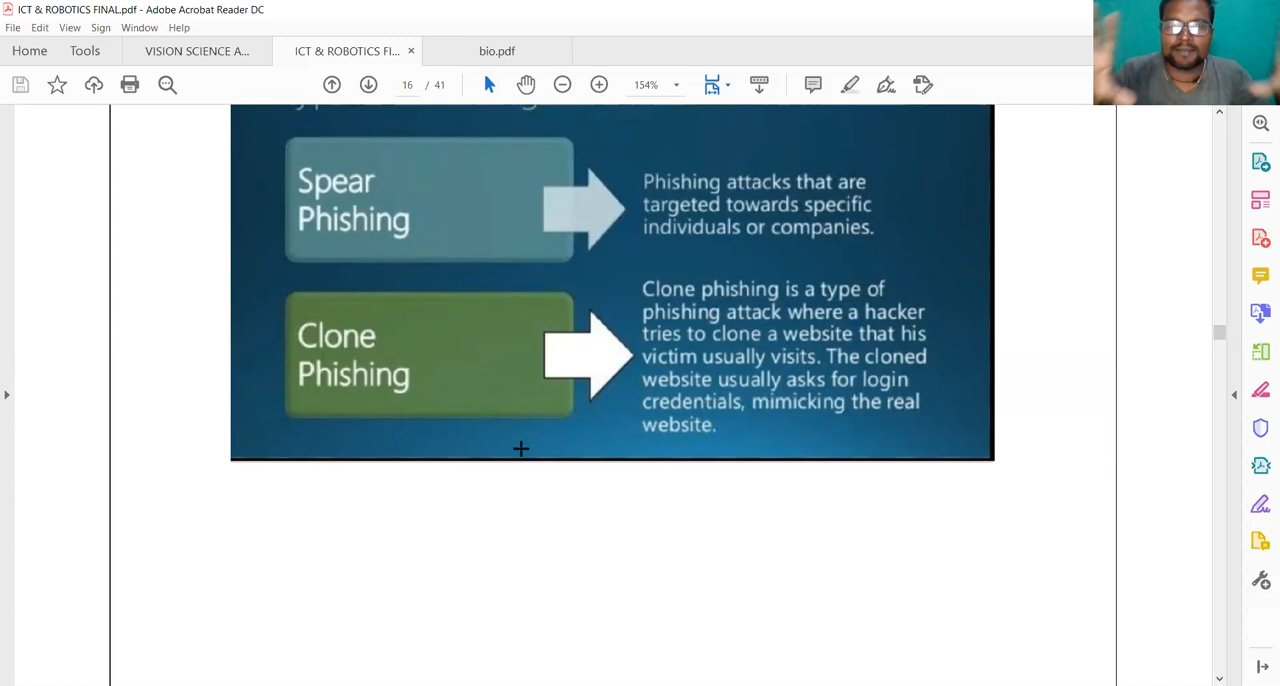 ICT & ROBOTICS FINAL.pdf - Adobe Acrobat Reader DC
File Edit View Sign Window Help
Home Tools VISION SCIENCE A... ICT & ROBOTICS FI... × bio.pdf
16 / 41 154%
Spear
Phishing
Phishing attacks that are
targeted towards specific
individuals or companies.
Clone
Phishing
Clone phishing is a type of
phishing attack where a hacker
tries to clone a website that his
victim usually visits. The cloned
website usually asks for login
credentials, mimicking the real
website.